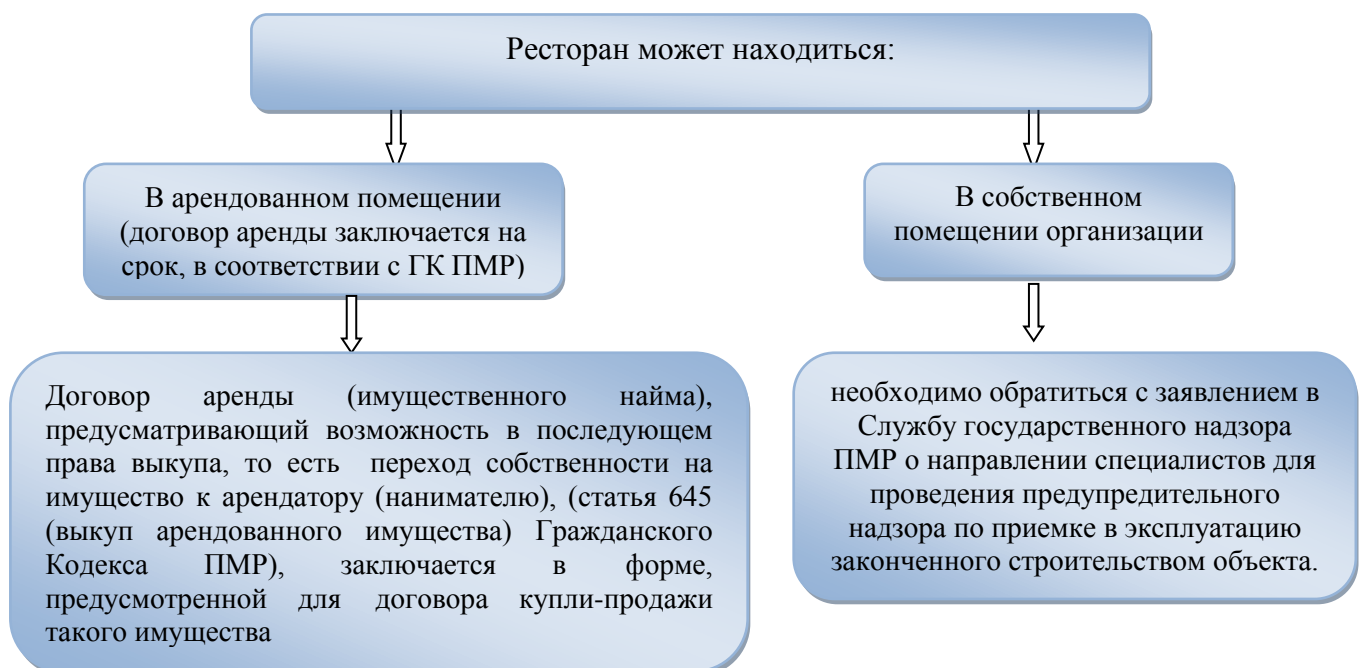 Ресторан может находиться:
В арендованном помещении
(договор аренды заключается на
срок, в соответствии с ГК ПМР)
В собственном
помещении организации
Договор аренды (имущественного найма),
предусматривающий возможность в последующем
права выкупа, то есть переход собственности на
имущество к арендатору (нанимателю), (статья 645
(выкуп арендованного имущества) Гражданского
Кодекса ПМР), заключается в форме,
предусмотренной для договора купли-продажи
такого имущества
необходимо обратиться с заявлением в
Службу государственного надзора
ПМР о направлении специалистов для
проведения предупредительного
надзора по приемке в эксплуатацию
законченного строительством объекта.